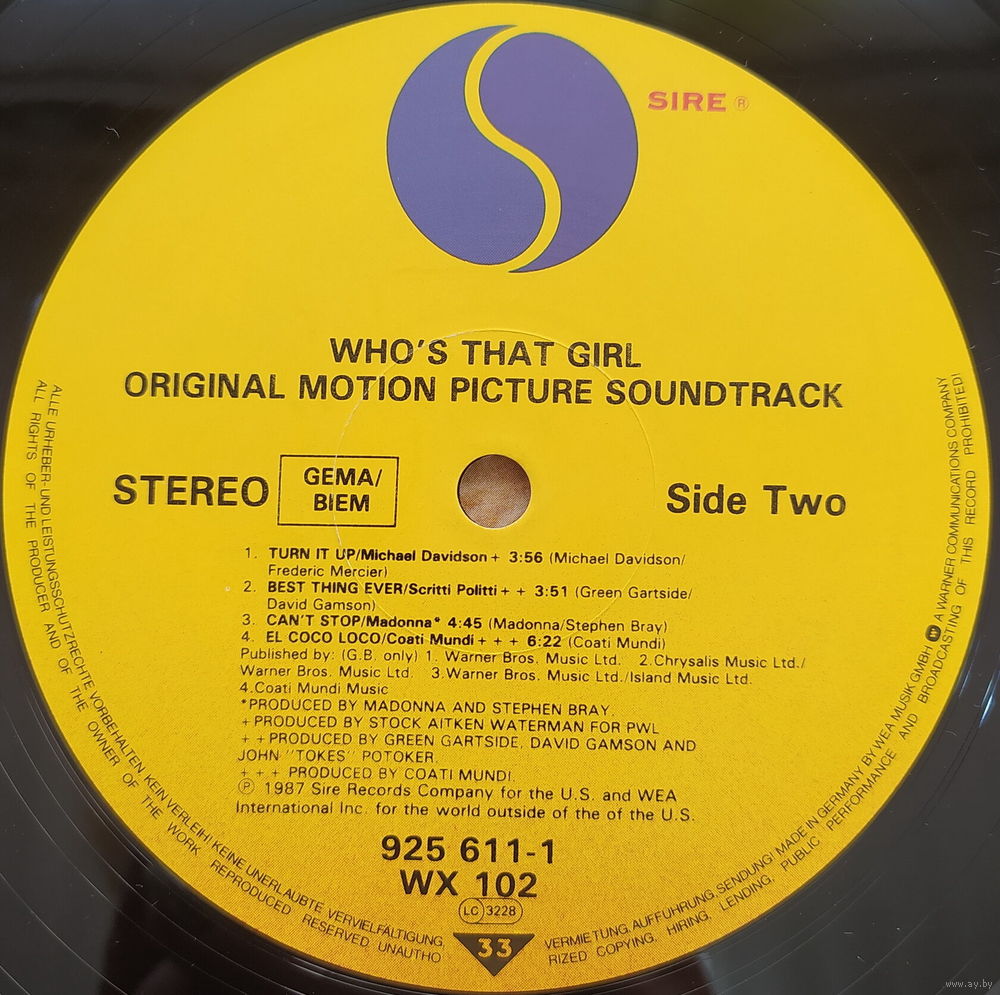 SIRE ®
WHO'S THAT GIRL
ORIGINAL MOTION PICTURE SOUNDTRACK
STEREO
GEMA/
BIEM
Side Two
1. TURN IT UP/Michael Davidson + 3:56 (Michael Davidson/
Frederic Mercier)
2. BEST THING EVER/Scritti Politti + + 3:51 (Green Gartside/
David Gamson)
3. CAN'T STOP/Madonna* 4:45 (Madonna/Stephen Bray)
4. EL COCO LOCO/Coati Mundi + + + 6:22 (Coati Mundi)
Published by: (G.B. only) 1. Warner Bros. Music Ltd. 2.Chrysalis Music Ltd./
Warner Bros. Music Ltd. 3.Warner Bros. Music Ltd./Island Music Ltd.
4.Coati Mundi Music
*PRODUCED BY MADONNA AND STEPHEN BRAY.
+PRODUCED BY STOCK AITKEN WATERMAN FOR PWL
++PRODUCED BY GREEN GARTSIDE, DAVID GAMSON AND
JOHN "TOKES" POTOKER.
+ + + PRODUCED BY COATI MUNDI.
℗ 1987 Sire Records Company for the U.S. and WEA
International Inc. for the world outside of the of the U.S.
925 611-1
WX 102
LC 3228
33
ALLE URHEBER- UND LEISTUNGSSCHUTZRECHTE VORBEHALTEN. KEIN VERLEIH! KEINE UNERLAUBTE VERVIELFÄLTIGUNG, VERMIETUNG, AUFFÜHRUNG, SENDUNG! MADE IN GERMANY BY WEA MUSIK GMBH A WARNER COMMUNICATIONS COMPANY
ALL RIGHTS OF THE PRODUCER AND OF THE OWNER OF THE WORK REPRODUCED RESERVED. UNAUTHORIZED COPYING, HIRING, LENDING, PUBLIC PERFORMANCE AND BROADCASTING OF THIS RECORD PROHIBITED!
www.ay.by